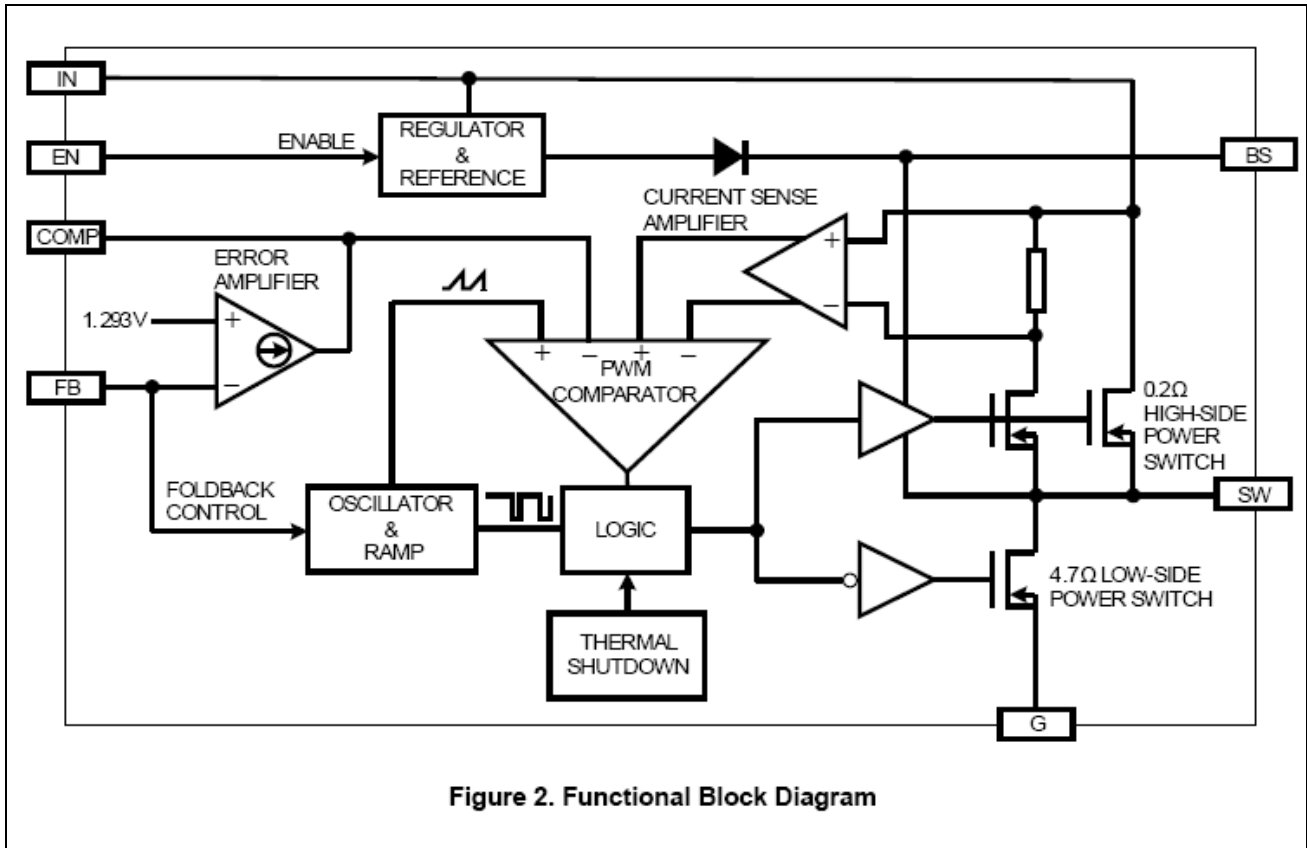 IN
EN
ENABLE
REGULATOR
&
REFERENCE
BS
COMP
CURRENT SENSE
AMPLIFIER
ERROR
AMPLIFIER
1.293V
+
−
FB
+
−
+ − + −
PWM
COMPARATOR
0.2Ω
HIGH-SIDE
POWER
SWITCH
FOLDBACK
CONTROL
OSCILLATOR
&
RAMP
LOGIC
SW
4.7Ω LOW-SIDE
POWER SWITCH
THERMAL
SHUTDOWN
G
Figure 2. Functional Block Diagram